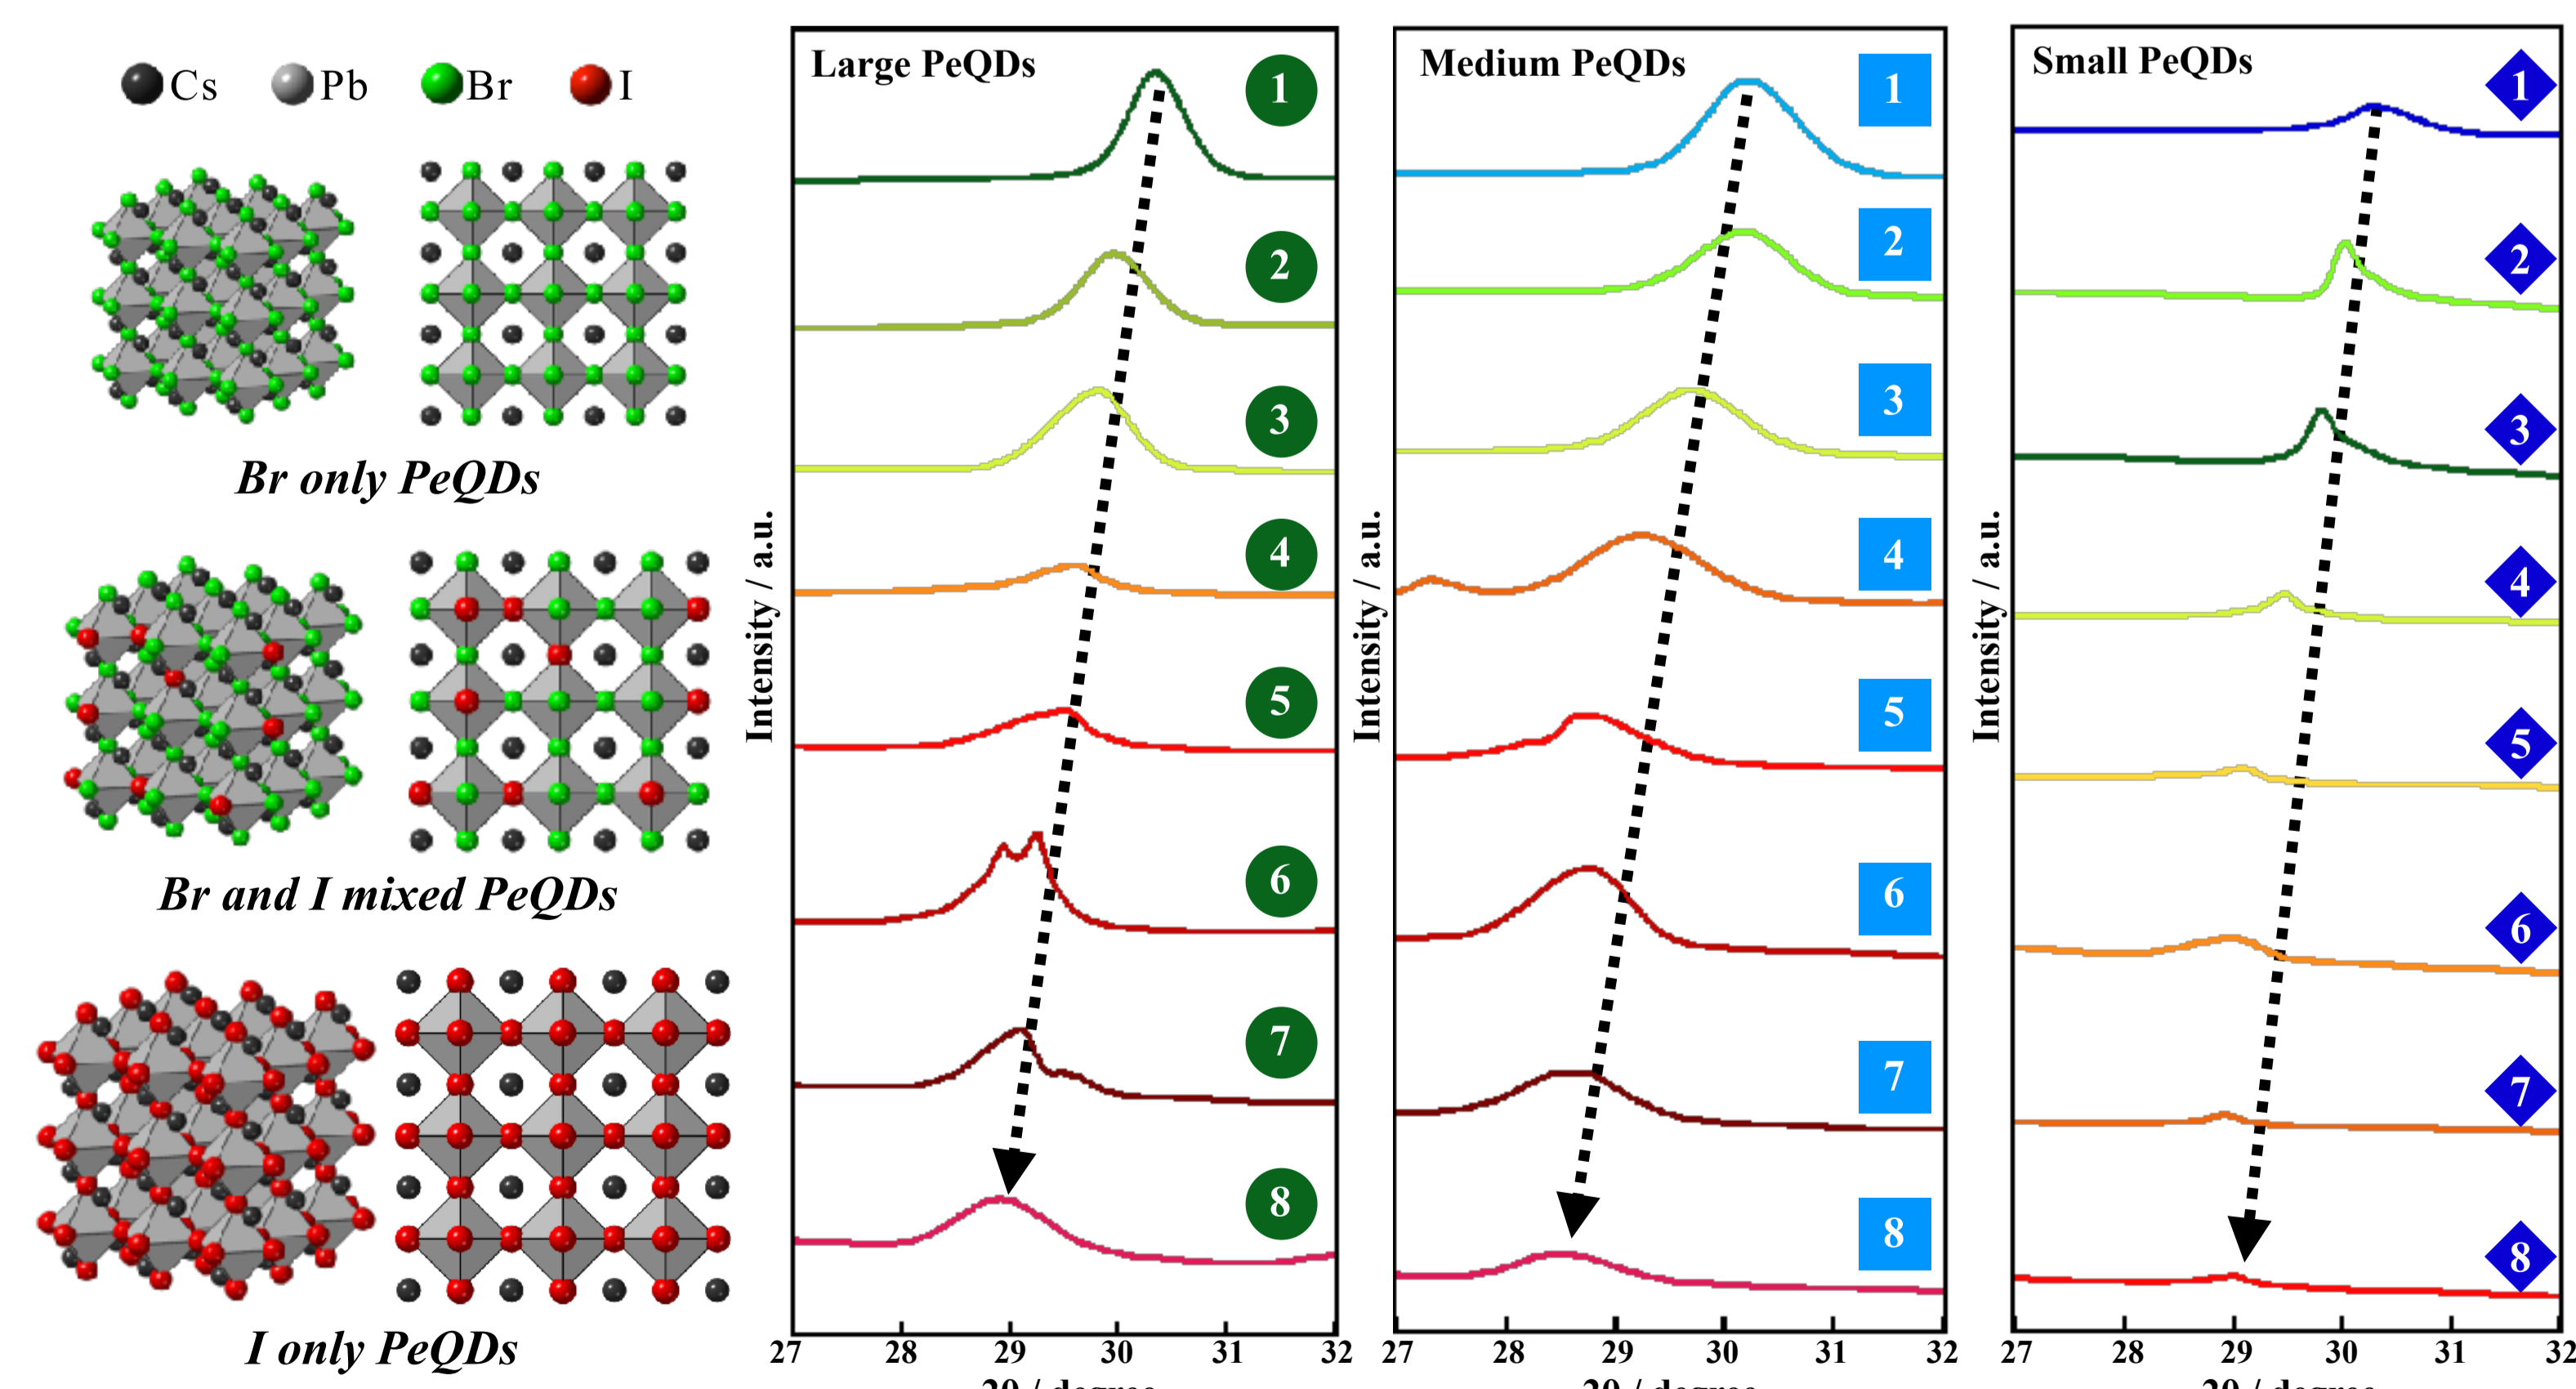 Cs Pb Br I
Br only PeQDs
Br and I mixed PeQDs
I only PeQDs
Large PeQDs
1
2
3
4
5
6
7
8
Intensity / a.u.
27 28 29 30 31 32
Medium PeQDs
1
2
3
4
5
6
7
8
Intensity / a.u.
27 28 29 30 31 32
Small PeQDs
1
2
3
4
5
6
7
8
Intensity / a.u.
27 28 29 30 31 32